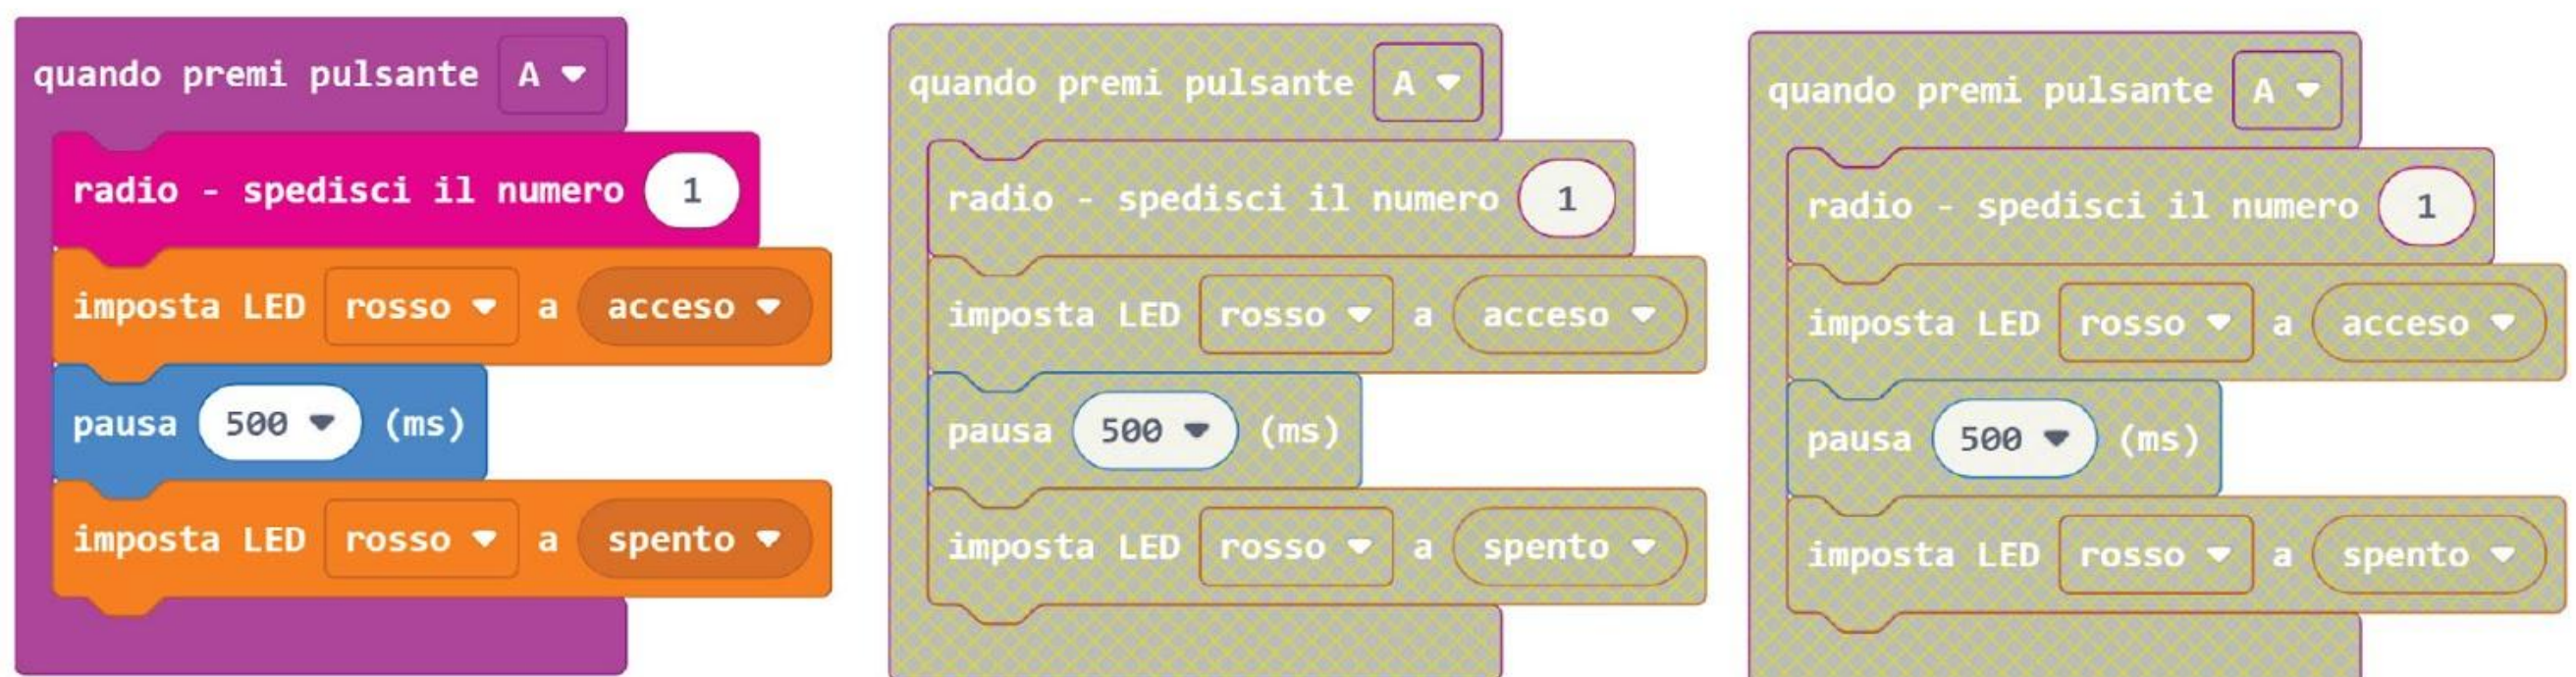 quando premi pulsante A
radio - spedisci il numero 1
imposta LED rosso a acceso
pausa 500 (ms)
imposta LED rosso a spento
quando premi pulsante A
radio - spedisci il numero 1
imposta LED rosso a acceso
pausa 500 (ms)
imposta LED rosso a spento
quando premi pulsante A
radio - spedisci il numero 1
imposta LED rosso a acceso
pausa 500 (ms)
imposta LED rosso a spento